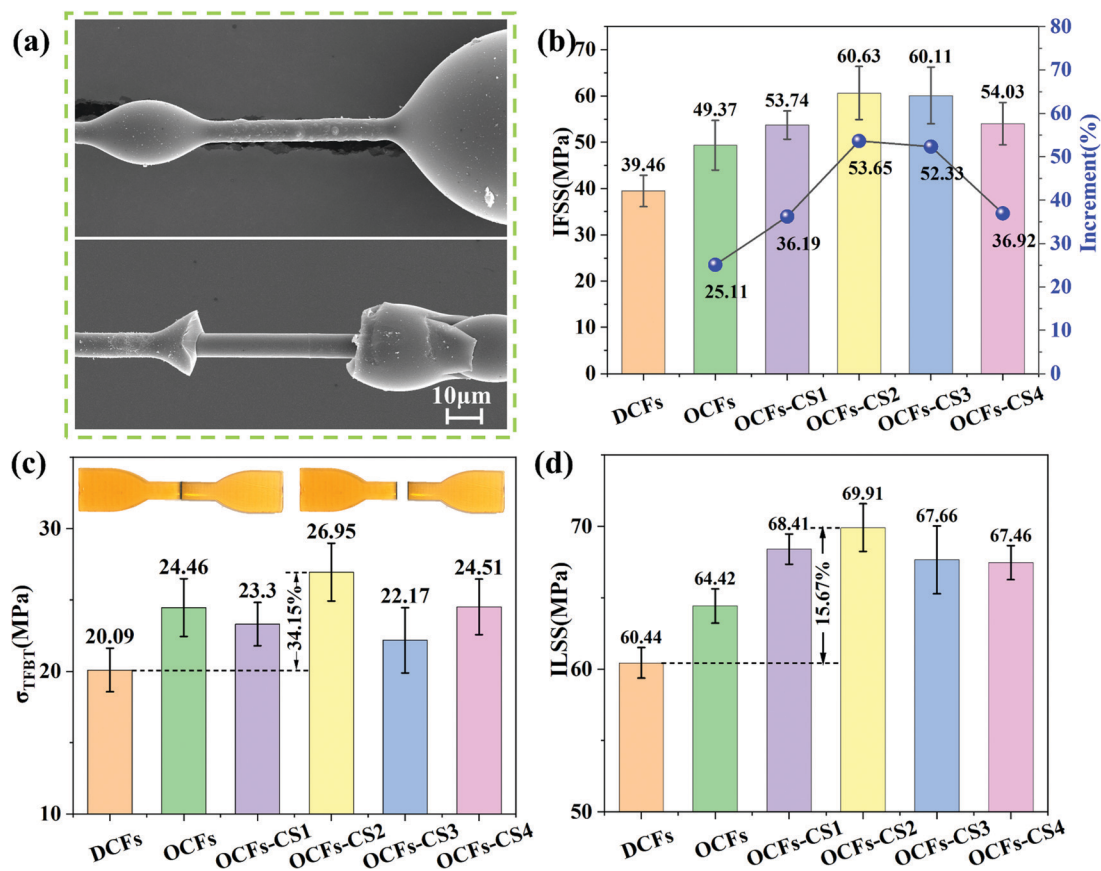 (a)
10μm
(b)
IFSS(MPa)
70
60
50
40
30
20
10
0
39.46
49.37
53.74
60.63
60.11
54.03
25.11
36.19
53.65
52.33
36.92
DCFs
OCFs
OCFs-CS1
OCFs-CS2
OCFs-CS3
OCFs-CS4
80
70
60
50
40
30
20
10
0
Increment(%)
(c)
σTFBT(MPa)
30
20
10
20.09
24.46
23.3
26.95
22.17
24.51
34.15%
DCFs
OCFs
OCFs-CS1
OCFs-CS2
OCFs-CS3
OCFs-CS4
(d)
ILSS(MPa)
70
60
50
60.44
64.42
68.41
69.91
67.66
67.46
15.67%
DCFs
OCFs
OCFs-CS1
OCFs-CS2
OCFs-CS3
OCFs-CS4